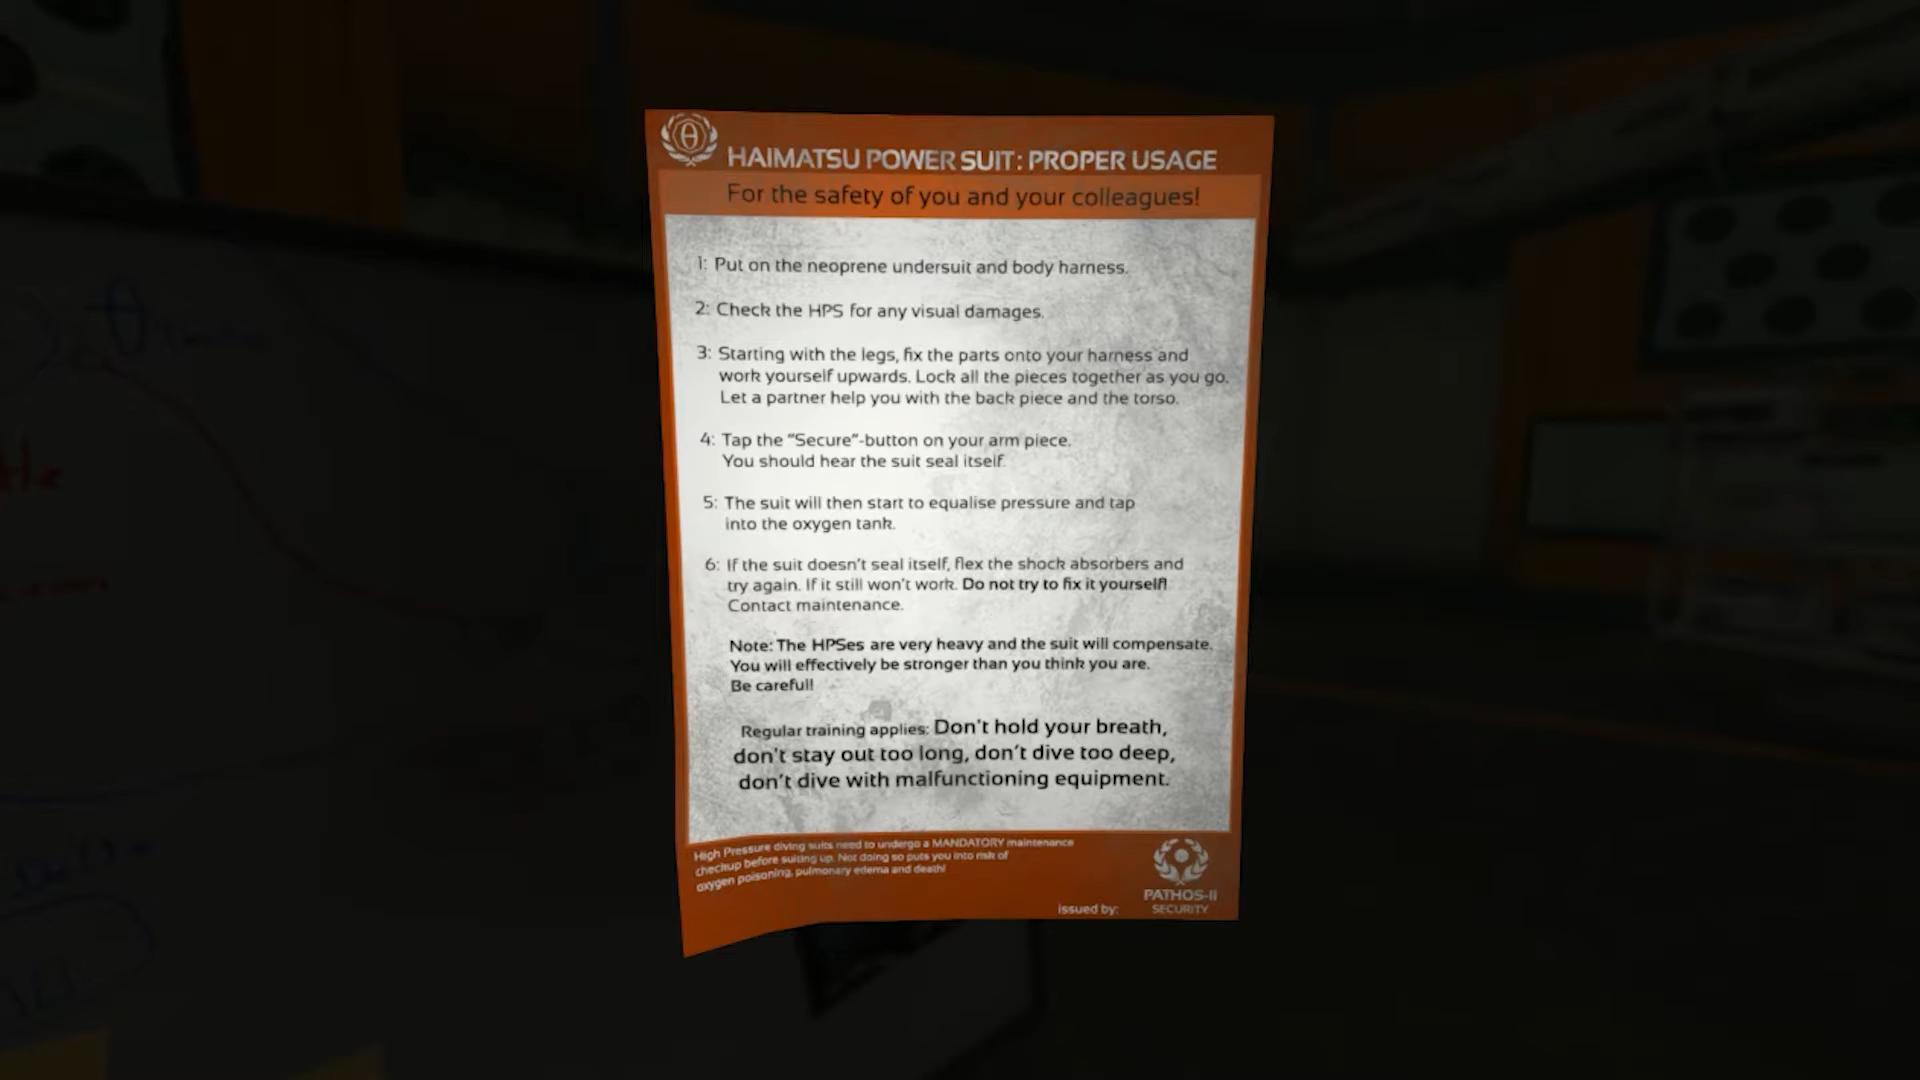 HAIMATSU POWER SUIT: PROPER USAGE
For the safety of you and your colleagues!
1: Put on the neoprene undersuit and body harness.
2: Check the HPS for any visual damages.
3: Starting with the legs, fix the parts onto your harness and
work yourself upwards. Lock all the pieces together as you go.
Let a partner help you with the back piece and the torso.
4: Tap the "Secure"-button on your arm piece.
You should hear the suit seal itself.
5: The suit will then start to equalise pressure and tap
into the oxygen tank.
6: If the suit doesn't seal itself, flex the shock absorbers and
try again. If it still won't work. Do not try to fix it yourself!
Contact maintenance.
Note: The HPSes are very heavy and the suit will compensate.
You will effectively be stronger than you think you are.
Be careful!
Regular training applies: Don't hold your breath,
don't stay out too long, don't dive too deep,
don't dive with malfunctioning equipment.
High Pressure diving suits need to undergo a MANDATORY maintenance
checkup before suiting up. Not doing so puts you into risk of
oxygen poisoning, pulmonary edema and death!
PATHOS-II
issued by: SECURITY